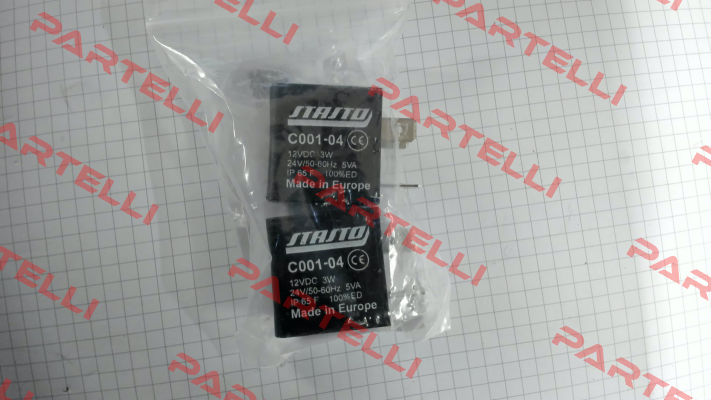 PARTELLI
PARTELLI
PARTELLI
STASTO
C001-04 CE
12VDC 3W
24V/50-60Hz 5VA
IP 65 F 100%ED
Made in Europe
PARTELLI
PARTELLI
STASTO
C001-04 CE
12VDC 3W
24V/50-60Hz 5VA
IP 65 F 100%ED
Made in Europe
PARTELLI
PARTELLI
PARTELLI